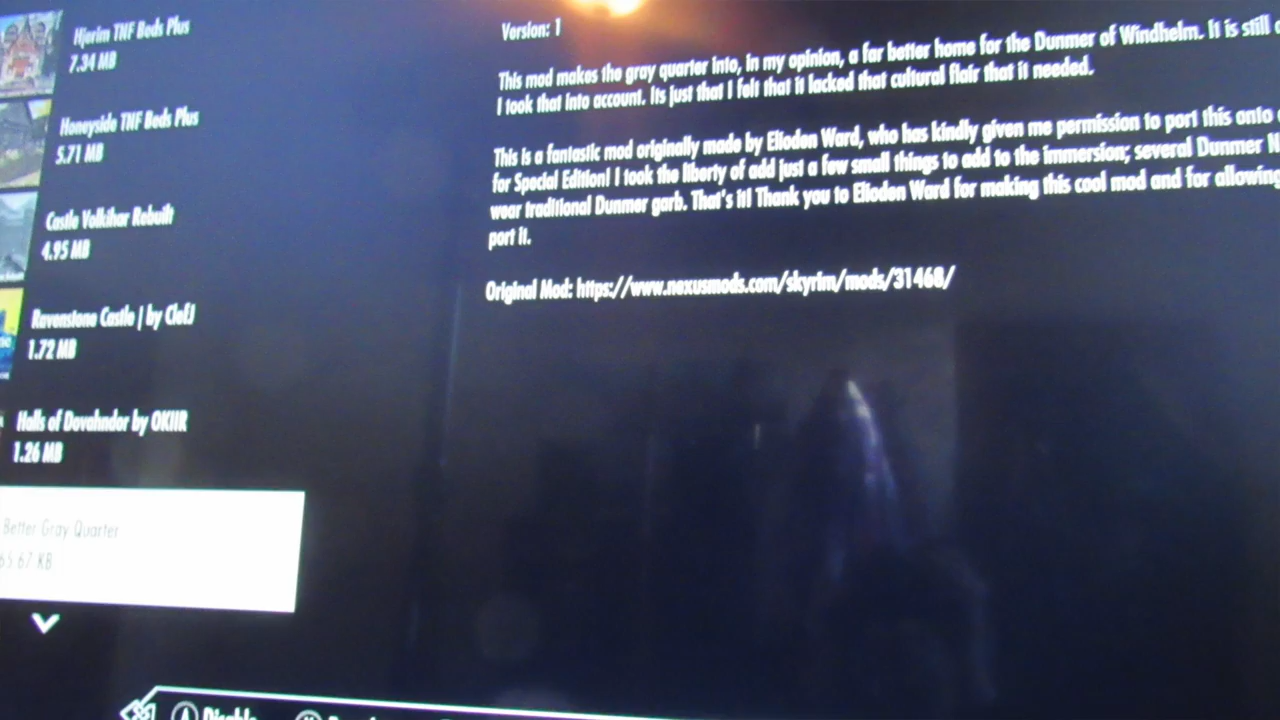 Hjerim TNF Beds Plus
7.34 MB
Honeyside TNF Beds Plus
5.71 MB
Castle Volkihar Rebuilt
4.95 MB
Ravenstone Castle | by CleEJ
1.72 MB
Halls of Dovahndor by OKIIR
1.26 MB
Better Gray Quarter
65.67 KB
Version: 1
This mod makes the gray quarter into, in my opinion, a far better home for the Dunmer of Windhelm. It is still
I took that into account. Its just that I felt that it lacked that cultural flair that it needed.
This is a fantastic mod originally made by Elioden Ward, who has kindly given me permission to port this onto
for Special Edition! I took the liberty of add just a few small things to add to the immersion; several Dunmer N
wear traditional Dunmer garb. That's it! Thank you to Elioden Ward for making this cool mod and for allowing
port it.
Original Mod: https://www.nexusmods.com/skyrim/mods/31468/
A Disable